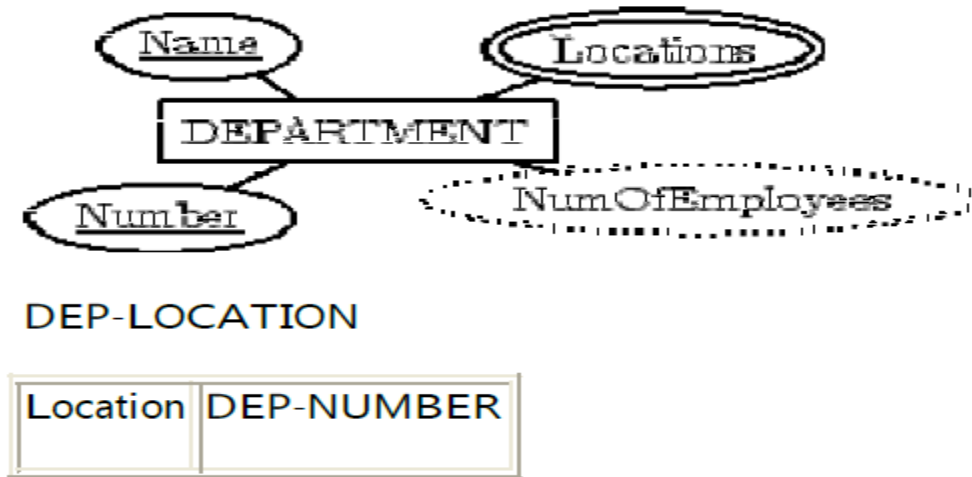 Name
Locations
DEPARTMENT
Number
NumOfEmployees
DEP-LOCATION
Location DEP-NUMBER